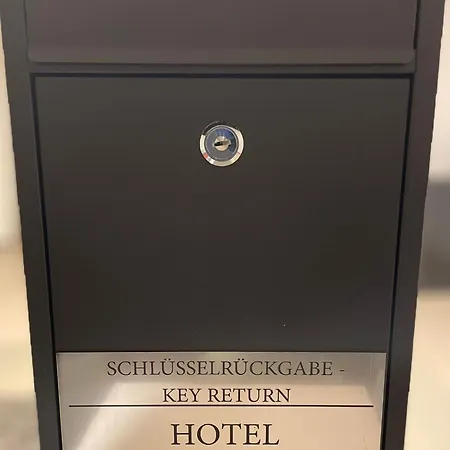 SCHLÜSSELRÜCKGABE -
KEY RETURN
HOTEL